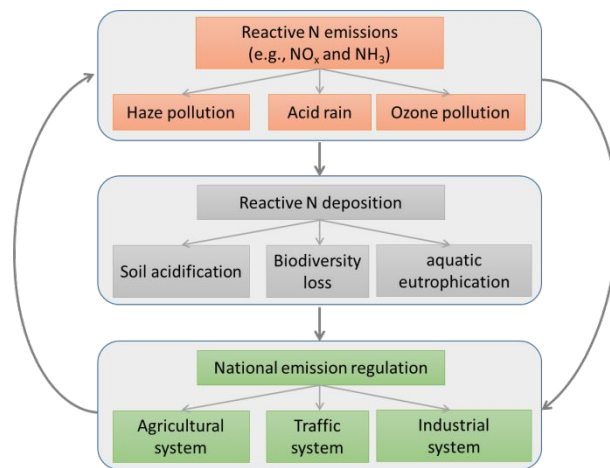 Reactive N emissions
(e.g., NOₓ and NH₃)
Haze pollution
Acid rain
Ozone pollution
Reactive N deposition
Soil acidification
Biodiversity
loss
aquatic
eutrophication
National emission regulation
Agricultural
system
Traffic
system
Industrial
system